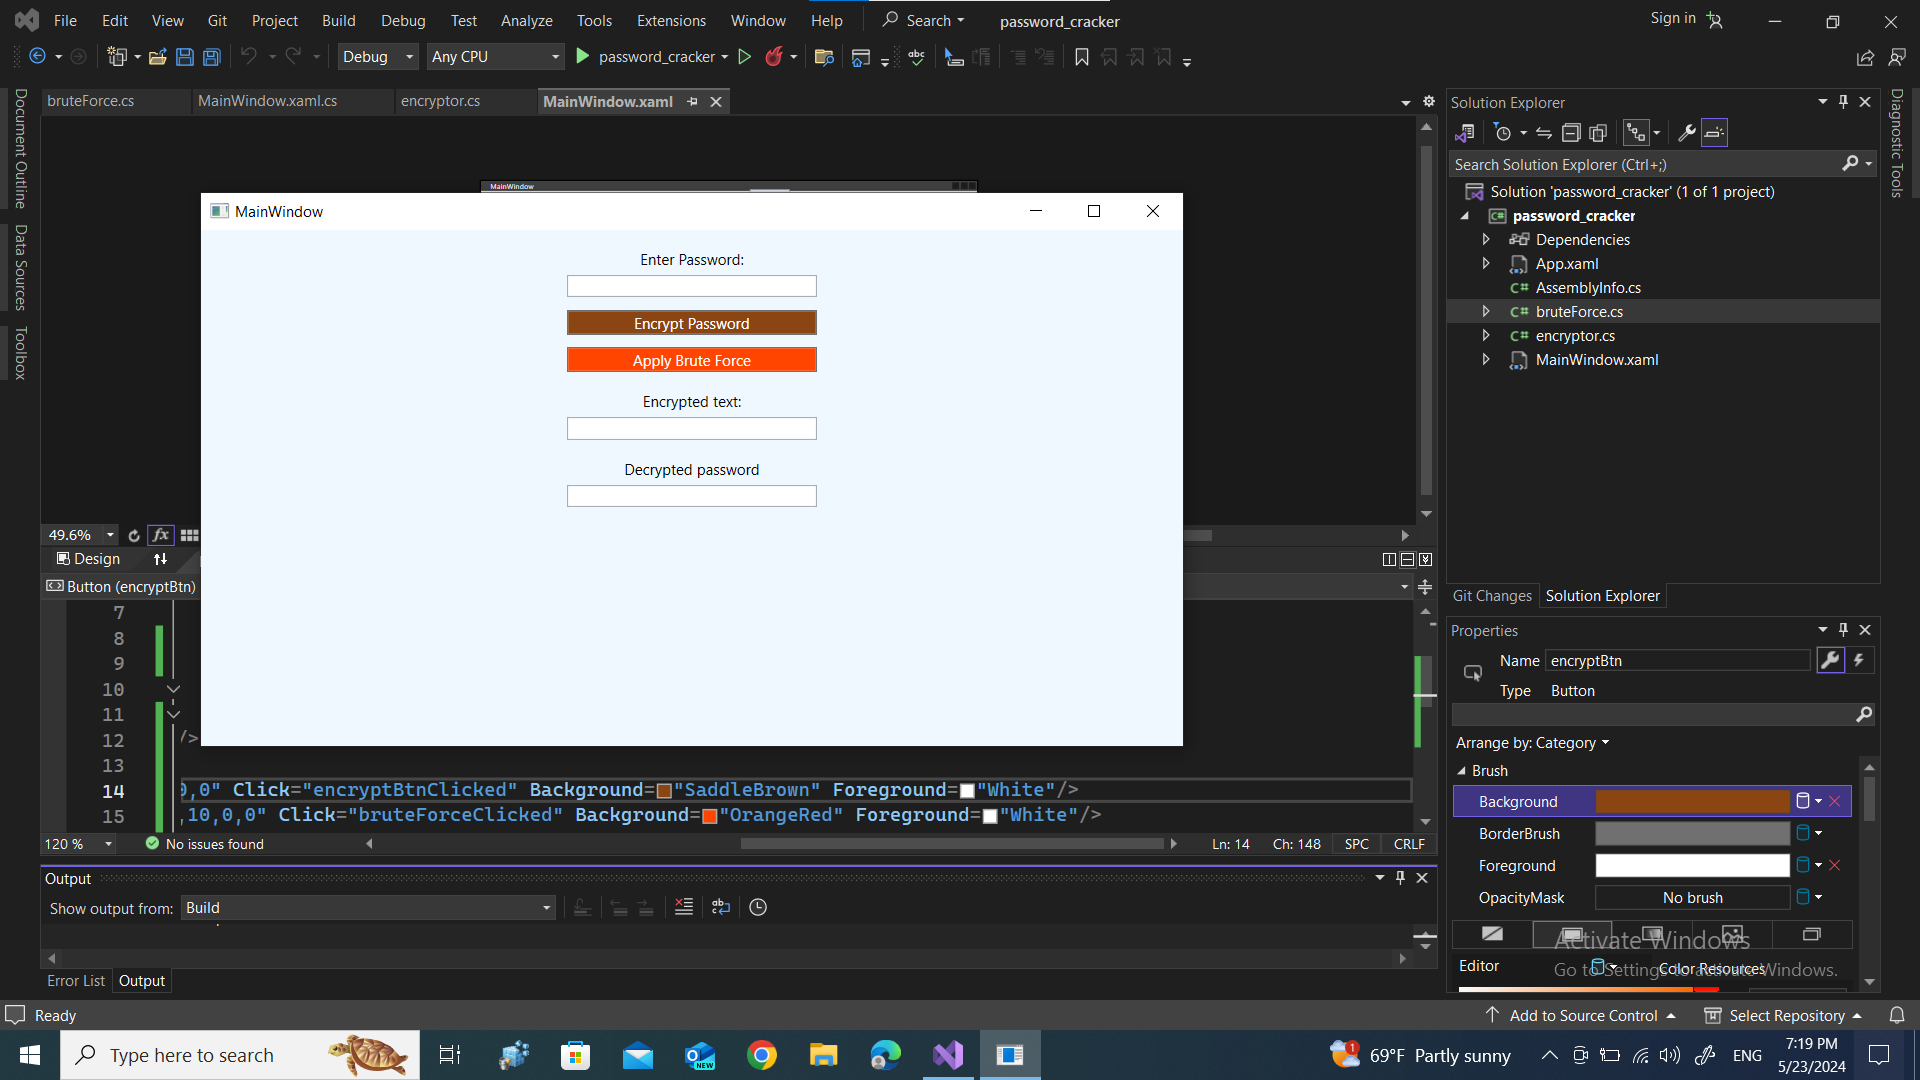 File Edit View Git Project Build Debug Test Analyze Tools Extensions Window Help Search password_cracker Sign in
Debug Any CPU password_cracker
bruteForce.cs MainWindow.xaml.cs encryptor.cs MainWindow.xaml
Document Outline
Data Sources
Toolbox
MainWindow
MainWindow
Enter Password:
Encrypt Password
Apply Brute Force
Encrypted text:
Decrypted password
49.6%
Design
Button (encryptBtn)
7
8
9
10
11
12 />
13
14 0,0" Click="encryptBtnClicked" Background="SaddleBrown" Foreground="White"/>
15 ,10,0,0" Click="bruteForceClicked" Background="OrangeRed" Foreground="White"/>
120 % No issues found Ln: 14 Ch: 148 SPC CRLF
Output
Show output from: Build
Error List Output
Solution Explorer
Search Solution Explorer (Ctrl+;)
Solution 'password_cracker' (1 of 1 project)
password_cracker
Dependencies
App.xaml
C# AssemblyInfo.cs
C# bruteForce.cs
C# encryptor.cs
MainWindow.xaml
Git Changes Solution Explorer
Diagnostic Tools
Properties
Name encryptBtn
Type Button
Arrange by: Category
Brush
Background
BorderBrush
Foreground
OpacityMask No brush
Editor Color Resources
Activate Windows
Go to Settings to activate Windows.
Ready Add to Source Control Select Repository
Type here to search
NEW
1
69°F Partly sunny
ENG
7:19 PM
5/23/2024